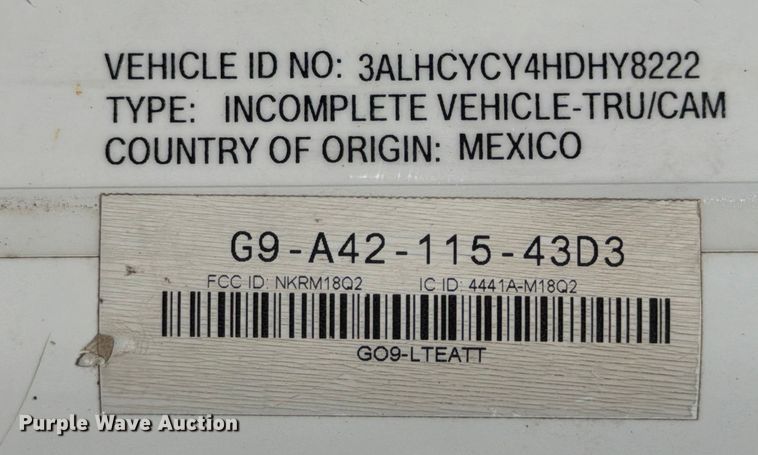 VEHICLE ID NO: 3ALHCYCY4HDHY8222
TYPE: INCOMPLETE VEHICLE-TRU/CAM
COUNTRY OF ORIGIN: MEXICO
G9-A42-115-43D3
FCC ID: NKRM18Q2 IC ID: 4441A-M18Q2
GO9-LTEATT
Purple Wave Auction